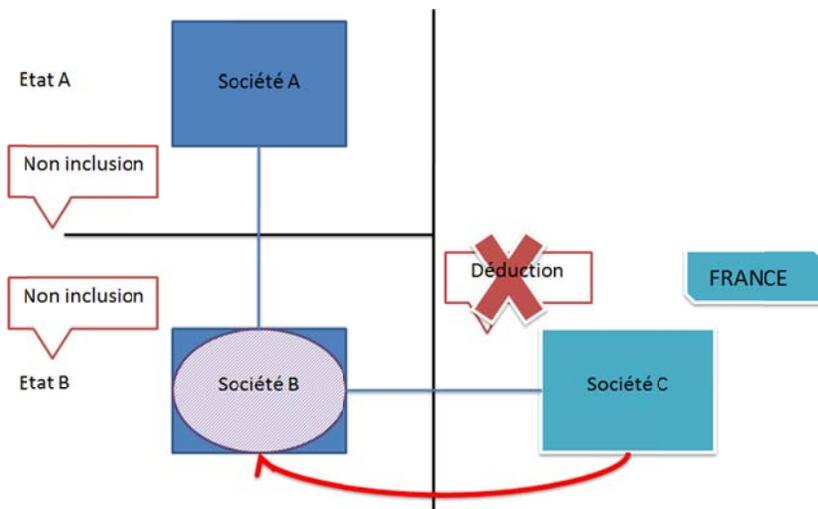 Etat A
Société A
Non inclusion
Déduction
FRANCE
Non inclusion
Etat B
Société B
Société C